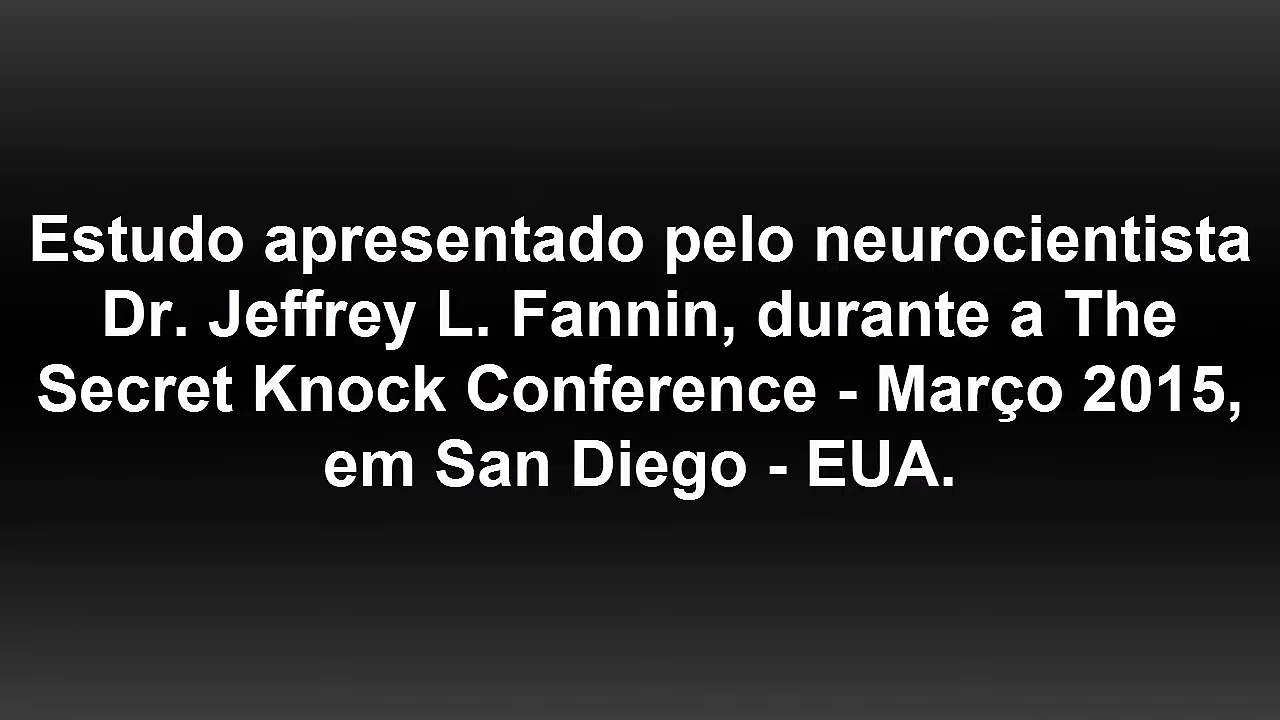 Estudo apresentado pelo neurocientista
Dr. Jeffrey L. Fannin, durante a The
Secret Knock Conference - Março 2015,
em San Diego - EUA.